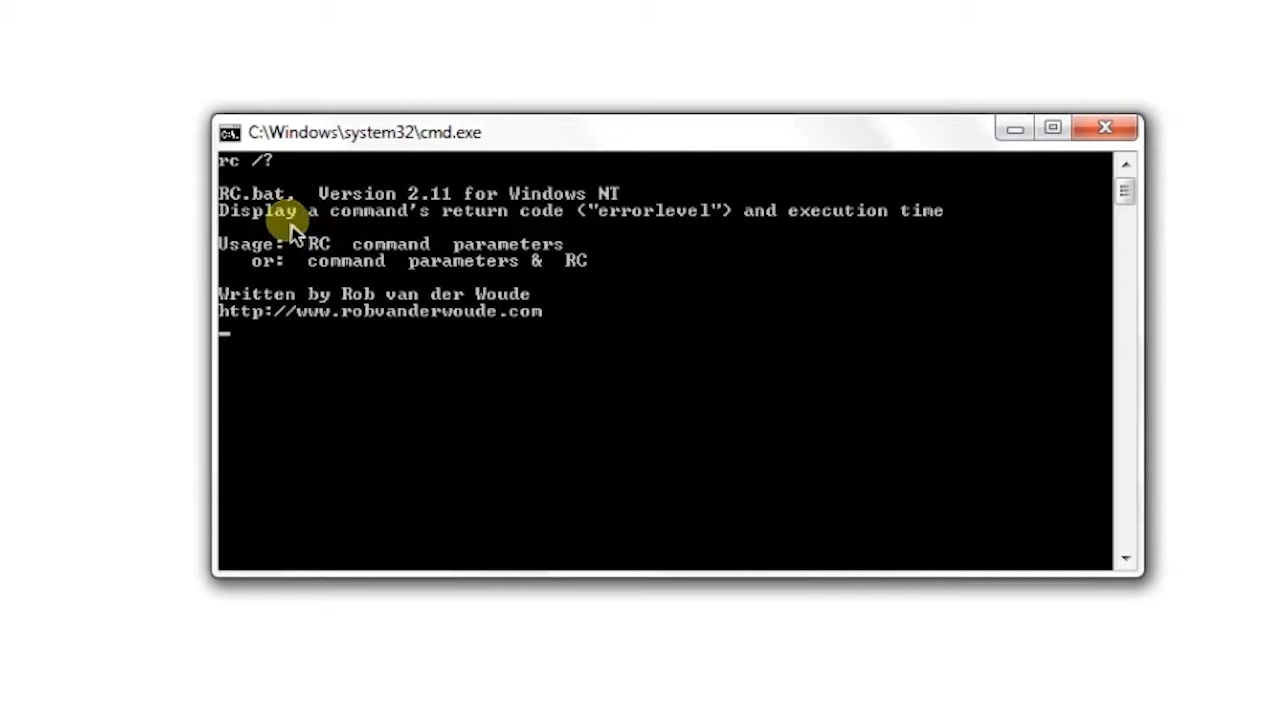 C:\Windows\system32\cmd.exe
rc /?
RC.bat,  Version 2.11 for Windows NT
Display a command's return code ("errorlevel") and execution time
Usage:  RC  command  parameters
or:  command  parameters & RC
Written by Rob van der Woude
http://www.robvanderwoude.com